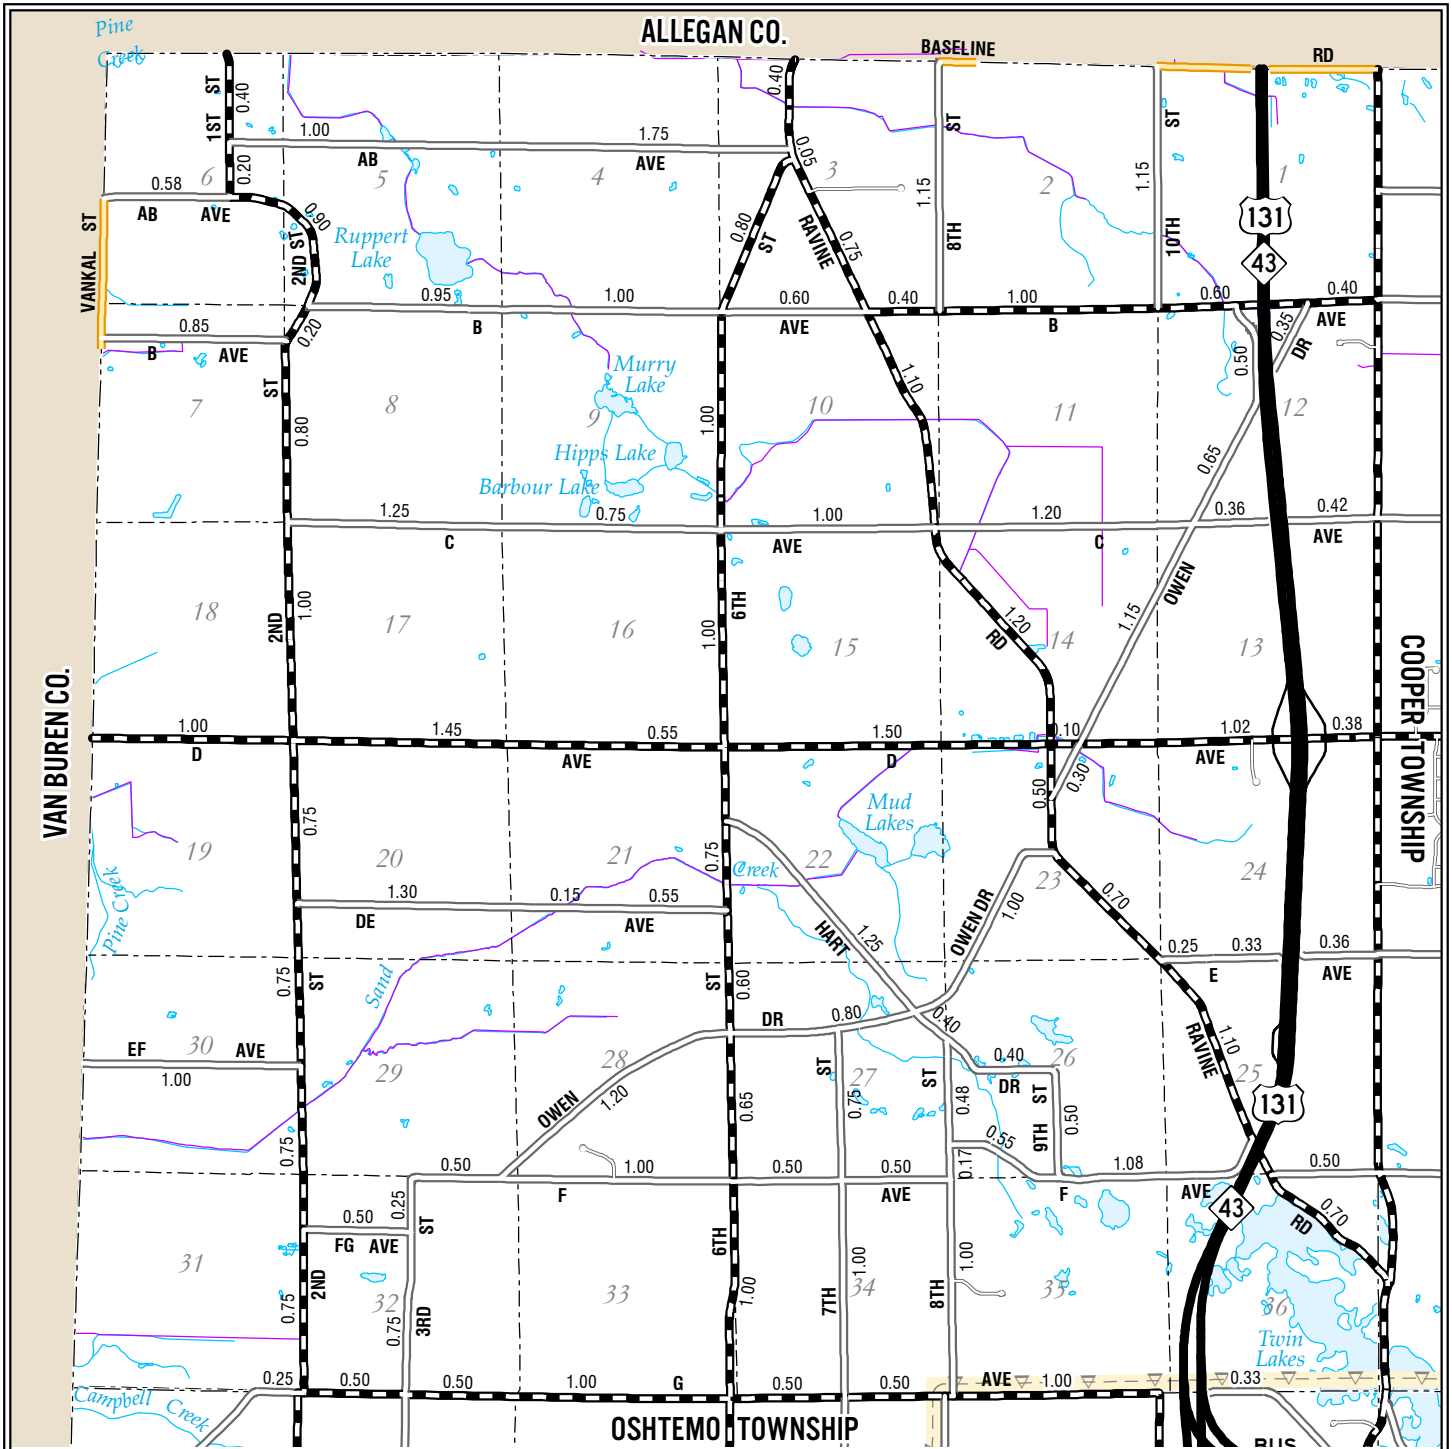 Pine
Creek
ALLEGAN CO.
BASELINE
RD
1ST ST
0.40
0.40
ST
ST
1.00
1.75
AB
AVE
0.05
0.20
6
5
4
3
2
1
0.58
AB
AVE
0.90
1.15
1.15
131
VANKAL ST
2ND ST
Ruppert
Lake
0.80
ST
RAVINE
0.75
8TH
10TH
43
0.95
1.00
0.60
0.40
1.00
0.60
0.40
B
AVE
B
AVE
0.85
B
AVE
0.20
0.50
0.35
DR
ST
Murry
Lake
1.10
7
8
9
10
11
12
0.80
1.00
Hipps Lake
Barbour Lake
0.65
1.25
0.75
1.00
1.20
0.36
0.42
C
AVE
C
AVE
18
17
16
15
14
13
2ND
1.00
6TH
1.00
1.20
RD
1.15
OWEN
COOPER TOWNSHIP
VAN BUREN CO.
1.00
1.45
0.55
1.50
0.10
1.02
0.38
D
AVE
D
AVE
0.75
0.50
0.30
Mud
Lakes
19
20
21
22
23
24
0.75
Creek
Pine Creek
1.30
0.15
0.55
DE
AVE
HART
1.25
OWEN DR
1.00
0.70
0.25
0.33
0.36
E
AVE
0.75
ST
Sand
ST
0.60
DR
0.80
0.40
EF
AVE
30
1.00
29
28
27
26
25
RAVINE
1.10
0.40
DR
OWEN
1.20
0.65
ST
0.75
ST
0.48
9TH ST
0.50
131
0.75
0.55
0.17
0.50
1.00
0.50
0.50
1.08
0.50
F
AVE
F
AVE
43
0.25
ST
0.50
FG
AVE
RD
0.70
6TH
31
32
33
34
35
36
2ND
0.75
0.75
3RD
1.00
7TH
1.00
8TH
1.00
Twin
Lakes
Campbell Creek
0.25
0.50
0.50
1.00
G
0.50
0.50
AVE
1.00
0.33
OSHTEMO TOWNSHIP
BUS